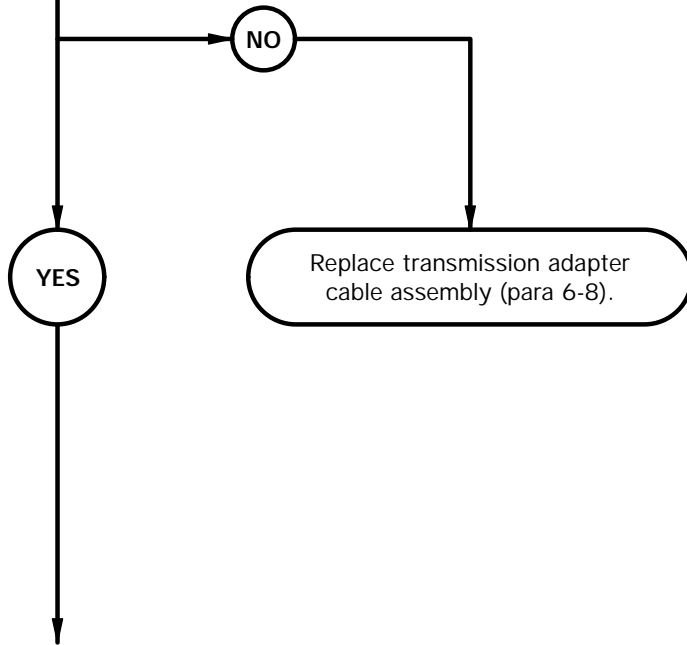 NO
YES
Replace transmission adapter
cable assembly (para 6-8).